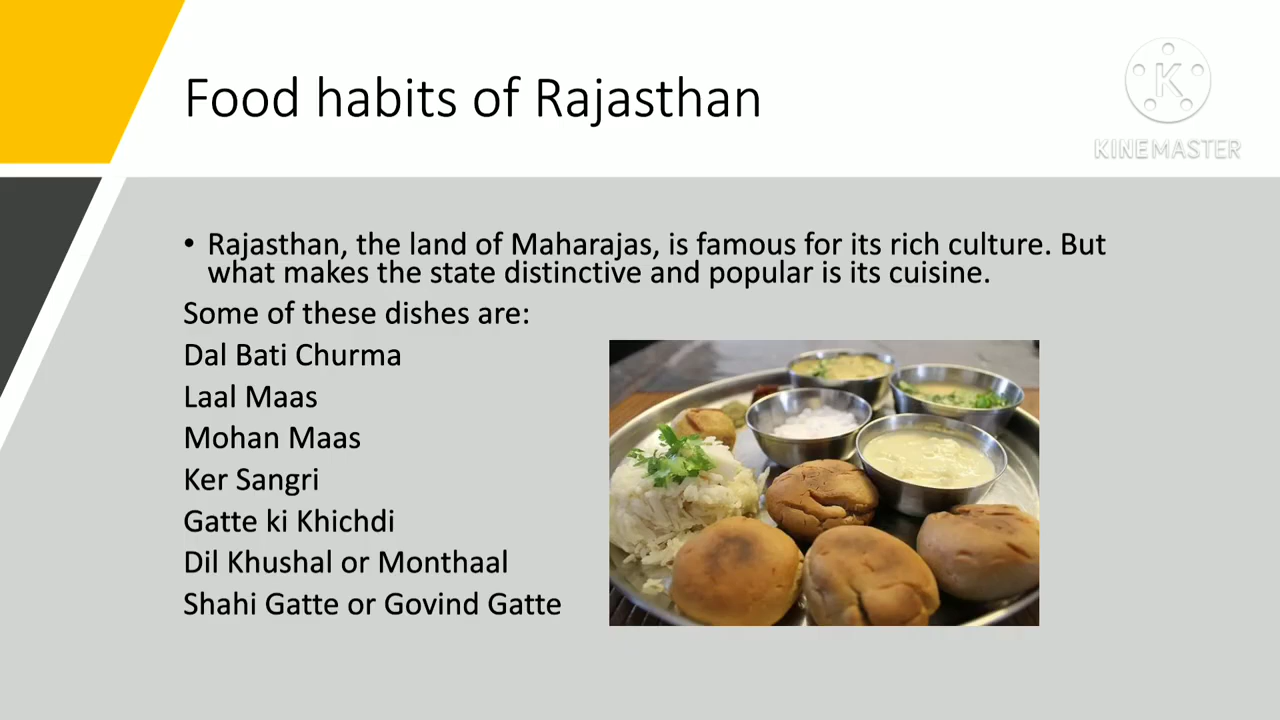 Food habits of Rajasthan
K
KINEMASTER
• Rajasthan, the land of Maharajas, is famous for its rich culture. But
what makes the state distinctive and popular is its cuisine.
Some of these dishes are:
Dal Bati Churma
Laal Maas
Mohan Maas
Ker Sangri
Gatte ki Khichdi
Dil Khushal or Monthaal
Shahi Gatte or Govind Gatte